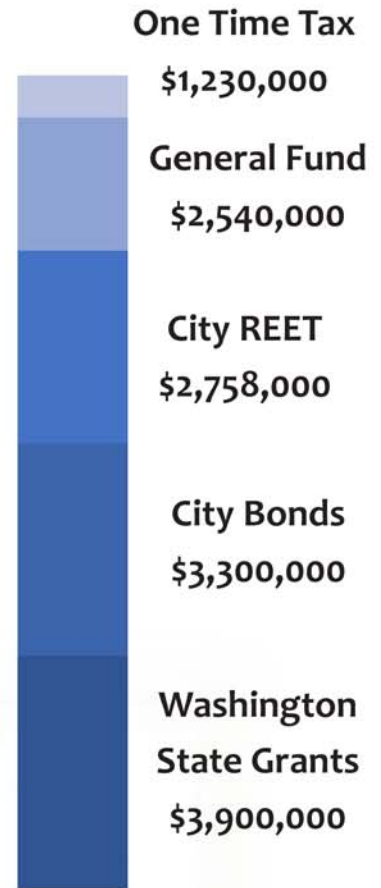 One Time Tax
$1,230,000
General Fund
$2,540,000
City REET
$2,758,000
City Bonds
$3,300,000
Washington
State Grants
$3,900,000